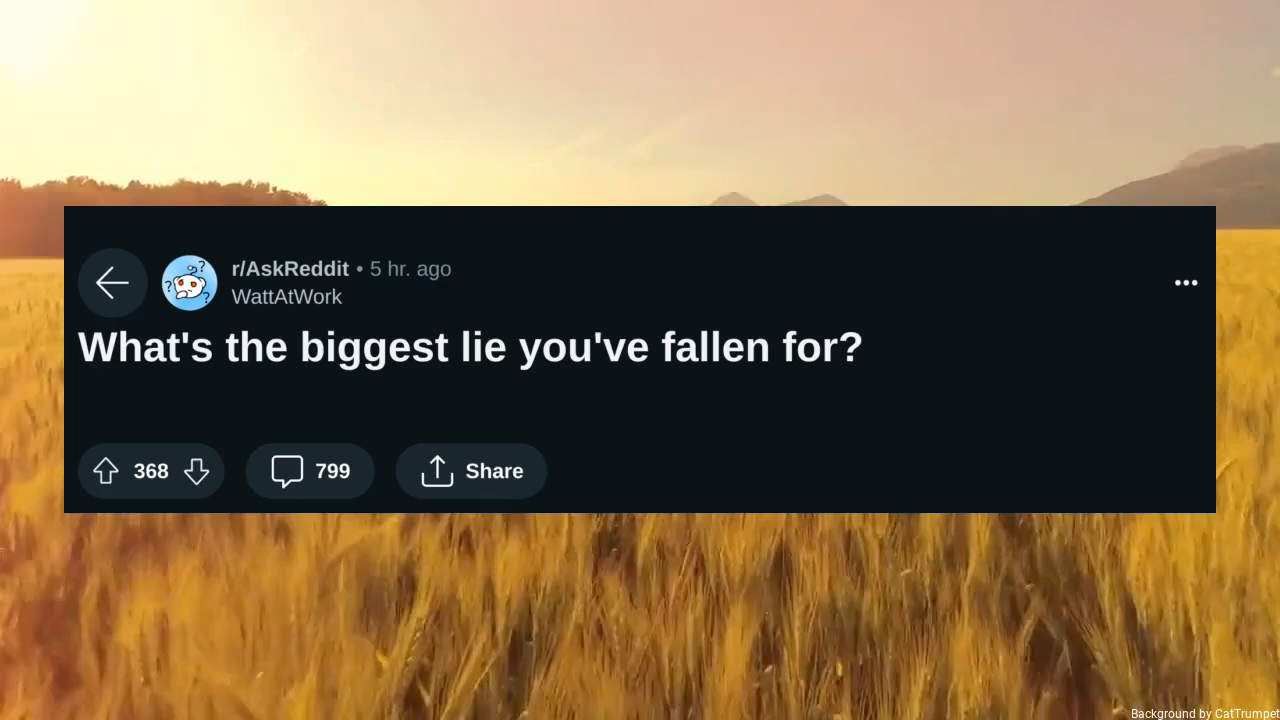 r/AskReddit • 5 hr. ago
WattAtWork
What's the biggest lie you've fallen for?
368
799
Share
Background by CatTrumpet